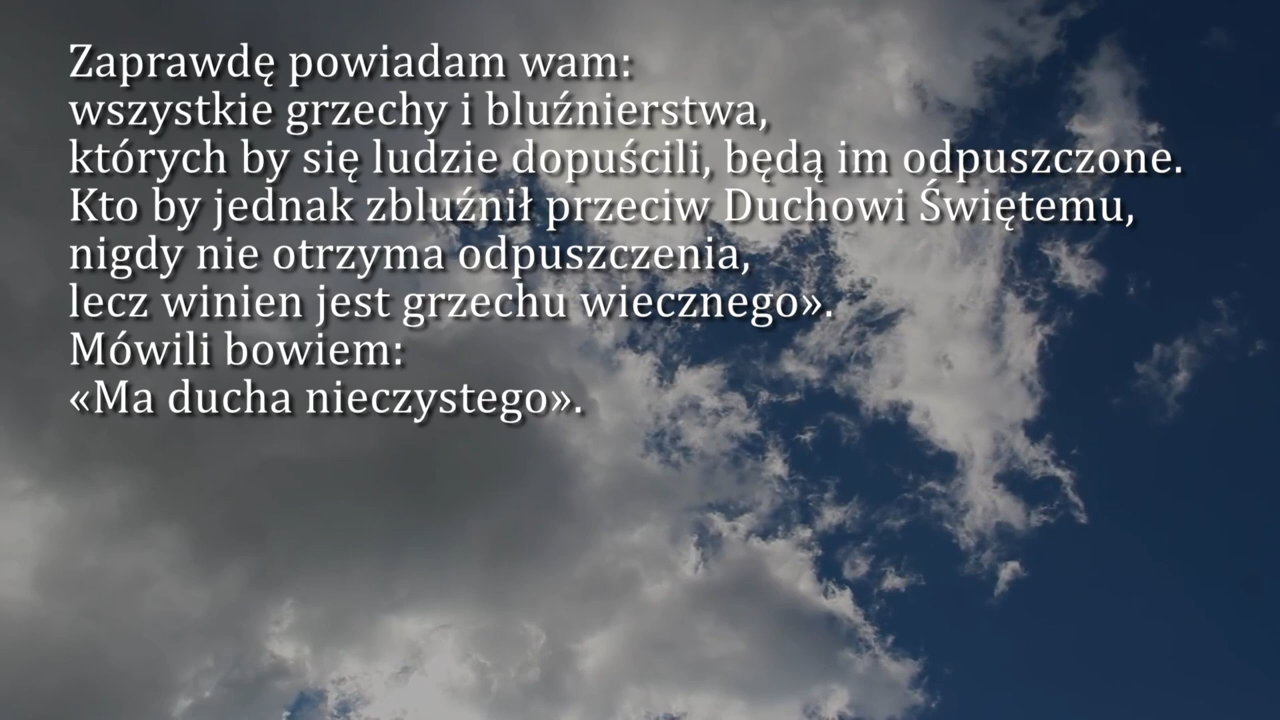 Zaprawdę powiadam wam:
wszystkie grzechy i bluźnierstwa,
których by się ludzie dopuścili, będą im odpuszczone.
Kto by jednak zbluźnił przeciw Duchowi Świętemu,
nigdy nie otrzyma odpuszczenia,
lecz winien jest grzechu wiecznego».
Mówili bowiem:
«Ma ducha nieczystego».